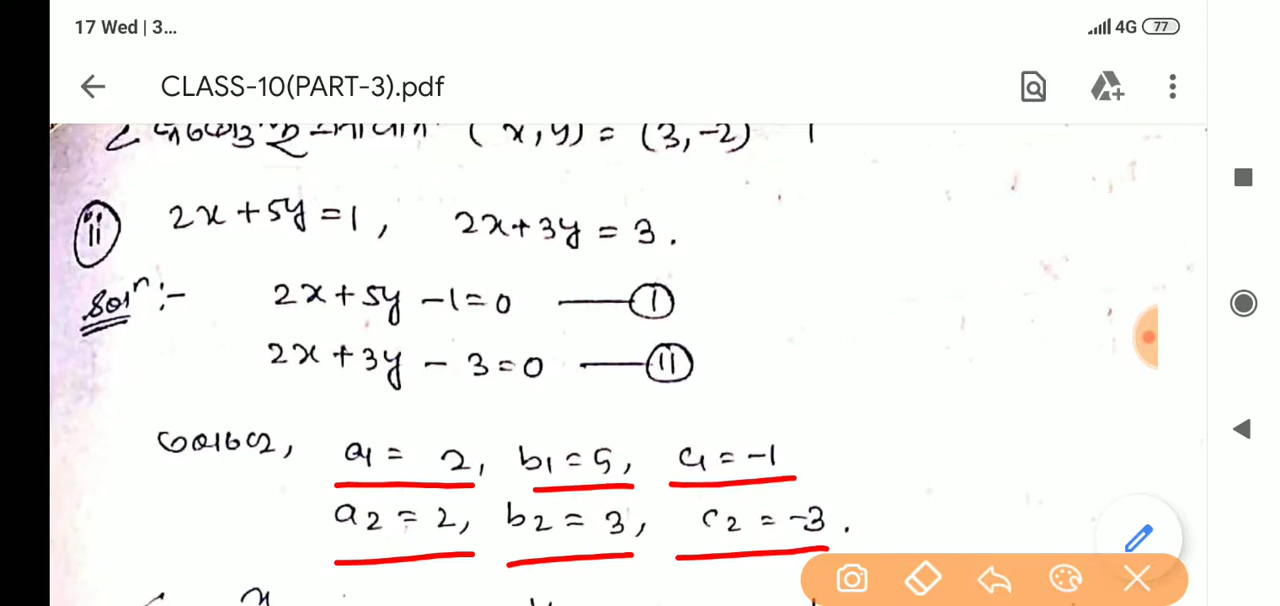 17 Wed | 3... 4G 77
CLASS-10(PART-3).pdf
(x, y) = (3, -2) ।
ii 2x + 5y = 1, 2x + 3y = 3.
Solⁿ:- 2x + 5y - 1 = 0 — I
2x + 3y - 3 = 0 — II
a1 = 2, b1 = 5, c1 = -1
a2 = 2, b2 = 3, c2 = -3.